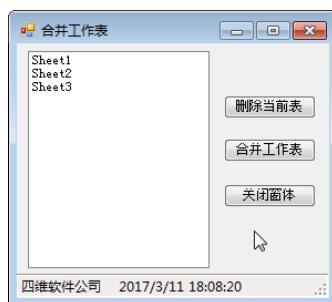 合并工作表
Sheet1
Sheet2
Sheet3
删除当前表
合并工作表
关闭窗体
四维软件公司 2017/3/11 18:08:20